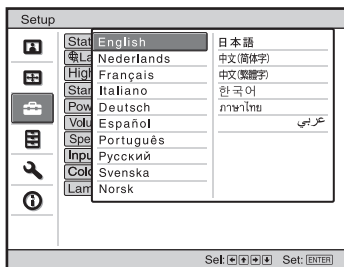 Setup
Stat
La
High
Star
Pow
Volu
Spe
Inpu
Colo
Lam
English
Nederlands
Français
Italiano
Deutsch
Español
Português
Русский
Svenska
Norsk
日本語
中文(简体字)
中文(繁體字)
한국어
ภาษาไทย
عربي
Sel: Set: ENTER